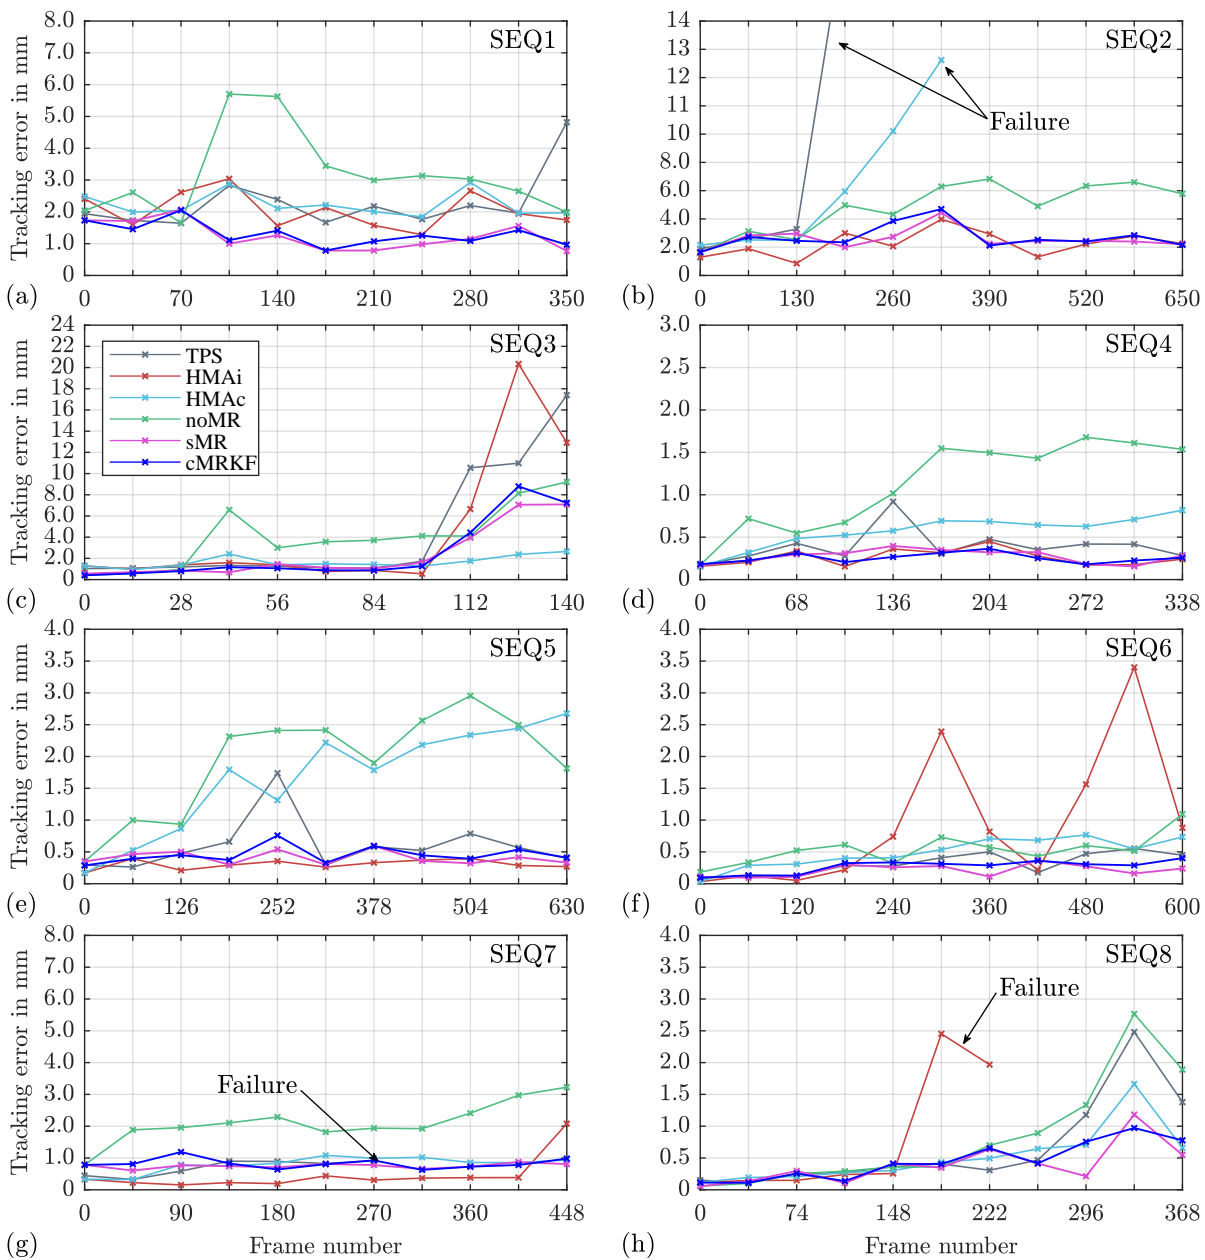 8.0
7.0
6.0
5.0
4.0
3.0
2.0
1.0
0
Tracking error in mm
SEQ1
(a)
0 70 140 210 280 350
14
12
11
10
8.0
6.0
4.0
2.0
0
SEQ2
Failure
(b)
0 130 260 390 520 650
24
22
20
18
16
14
12
10
8.0
6.0
4.0
2.0
0
Tracking error in mm
SEQ3
TPS
HMAi
HMAc
noMR
sMR
cMRKF
(c)
0 28 56 84 112 140
3.0
2.5
2.0
1.5
1.0
0.5
0
SEQ4
(d)
0 68 136 204 272 338
4.0
3.5
3.0
2.5
2.0
1.5
1.0
0.5
0
Tracking error in mm
SEQ5
(e)
0 126 252 378 504 630
4.0
3.5
3.0
2.5
2.0
1.5
1.0
0.5
0
SEQ6
(f)
0 120 240 360 480 600
8.0
7.0
6.0
5.0
4.0
3.0
2.0
1.0
0
Tracking error in mm
SEQ7
Failure
(g)
0 90 180 270 360 448
Frame number
4.0
3.5
3.0
2.5
2.0
1.5
1.0
0.5
0
SEQ8
Failure
(h)
0 74 148 222 296 368
Frame number